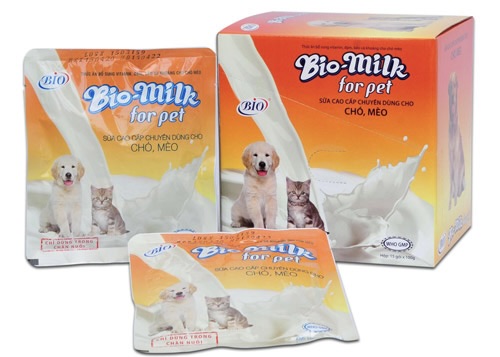 BIO
Bio-Milk
for pet
SỮA CAO CẤP CHUYÊN DÙNG CHO
CHÓ, MÈO
CHỈ DÙNG TRONG
CHĂN NUÔI
BIO
Bio-Milk
for pet
SỮA CAO CẤP CHUYÊN DÙNG CHO
CHÓ, MÈO
WHO GMP
BIO
Bio-Milk
for pet
SỮA CAO CẤP CHUYÊN DÙNG CHO
CHÓ, MÈO
CHỈ DÙNG TRONG
CHĂN NUÔI